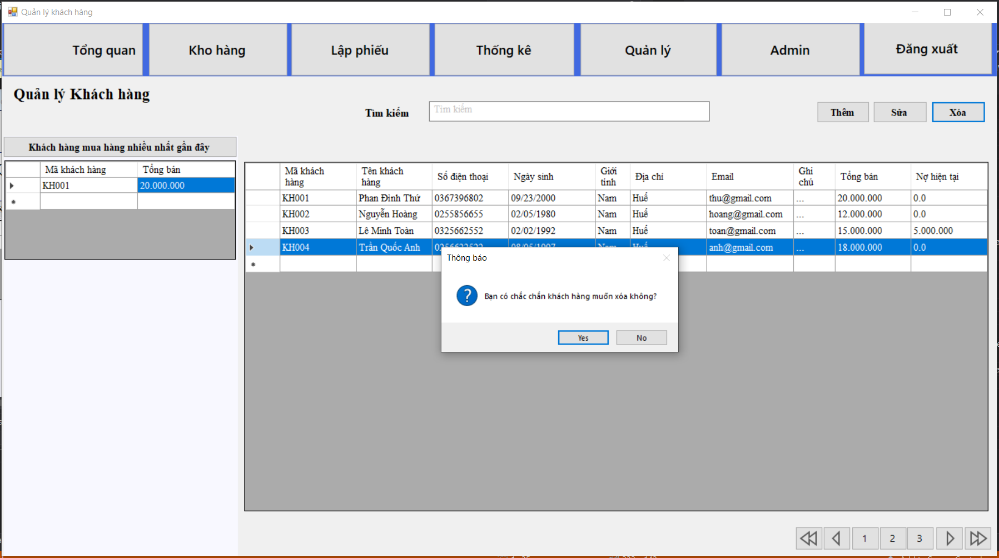 Quản lý khách hàng
Tổng quan Kho hàng Lập phiếu Thống kê Quản lý Admin Đăng xuất
Quản lý Khách hàng
Tìm kiếm Tìm kiếm Thêm Sửa Xóa
Khách hàng mua hàng nhiều nhất gần đây
Mã khách hàng Tổng bán
KH001 20.000.000
Mã khách hàng Tên khách hàng Số điện thoại Ngày sinh Giới tính Địa chỉ Email Ghi chú Tổng bán Nợ hiện tại
KH001 Phan Đình Thứ 0367396802 09/23/2000 Nam Huế thu@gmail.com ... 20.000.000 0.0
KH002 Nguyễn Hoàng 0255856655 02/05/1980 Nam Huế hoang@gmail.com ... 12.000.000 0.0
KH003 Lê Minh Toàn 0325662552 02/02/1992 Nam Huế toan@gmail.com ... 15.000.000 5.000.000
KH004 Trần Quốc Anh Nam Huế anh@gmail.com ... 18.000.000 0.0
Thông báo
Bạn có chắc chắn khách hàng muốn xóa không?
Yes No
1 2 3